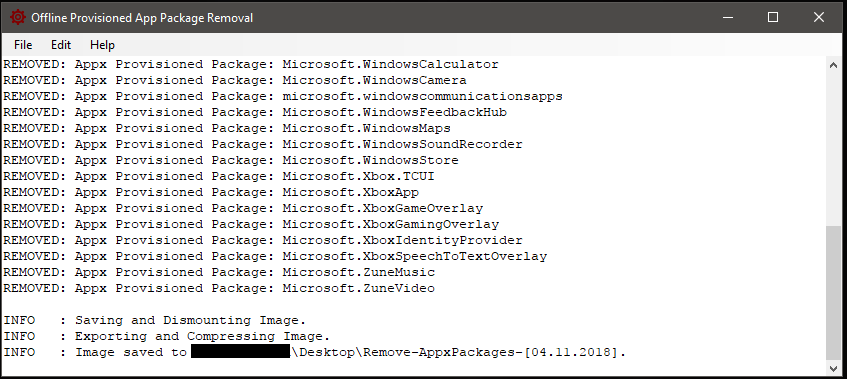 Offline Provisioned App Package Removal
File Edit Help
REMOVED: Appx Provisioned Package: Microsoft.WindowsCalculator
REMOVED: Appx Provisioned Package: Microsoft.WindowsCamera
REMOVED: Appx Provisioned Package: microsoft.windowscommunicationsapps
REMOVED: Appx Provisioned Package: Microsoft.WindowsFeedbackHub
REMOVED: Appx Provisioned Package: Microsoft.WindowsMaps
REMOVED: Appx Provisioned Package: Microsoft.WindowsSoundRecorder
REMOVED: Appx Provisioned Package: Microsoft.WindowsStore
REMOVED: Appx Provisioned Package: Microsoft.Xbox.TCUI
REMOVED: Appx Provisioned Package: Microsoft.XboxApp
REMOVED: Appx Provisioned Package: Microsoft.XboxGameOverlay
REMOVED: Appx Provisioned Package: Microsoft.XboxGamingOverlay
REMOVED: Appx Provisioned Package: Microsoft.XboxIdentityProvider
REMOVED: Appx Provisioned Package: Microsoft.XboxSpeechToTextOverlay
REMOVED: Appx Provisioned Package: Microsoft.ZuneMusic
REMOVED: Appx Provisioned Package: Microsoft.ZuneVideo
INFO : Saving and Dismounting Image.
INFO : Exporting and Compressing Image.
INFO : Image saved to \Desktop\Remove-AppxPackages-[04.11.2018].